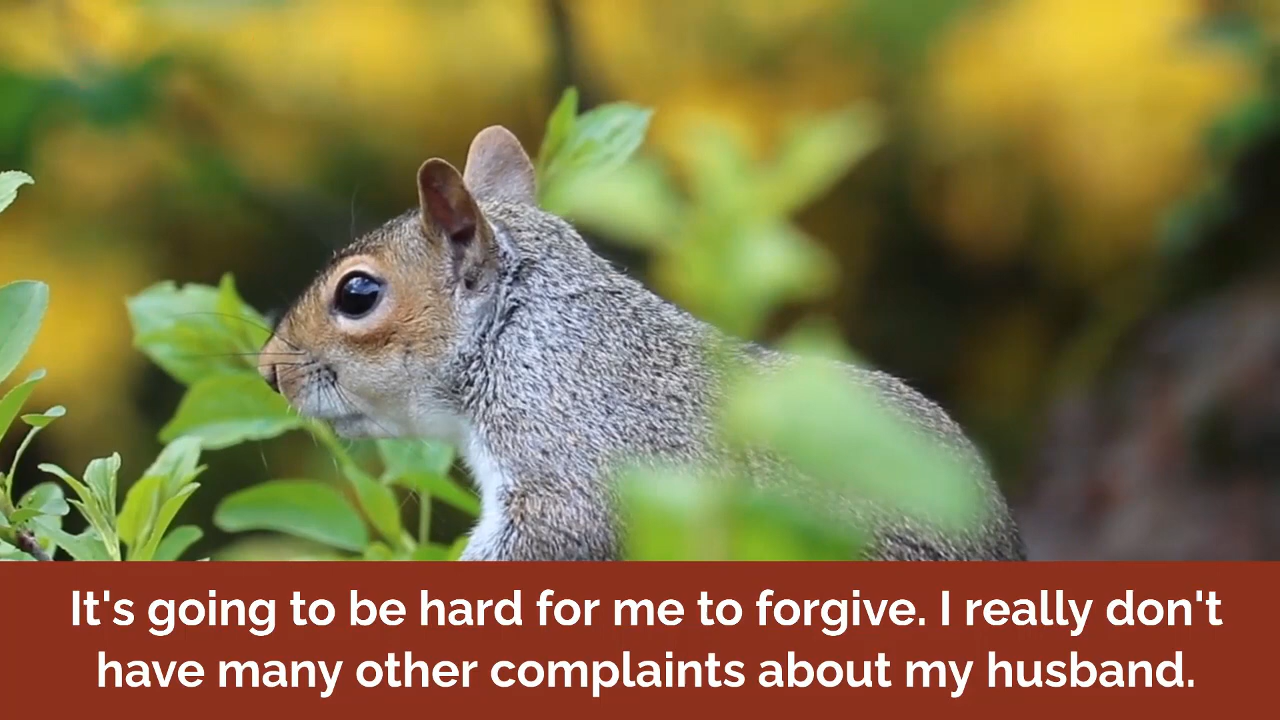 It's going to be hard for me to forgive. I really don't
have many other complaints about my husband.